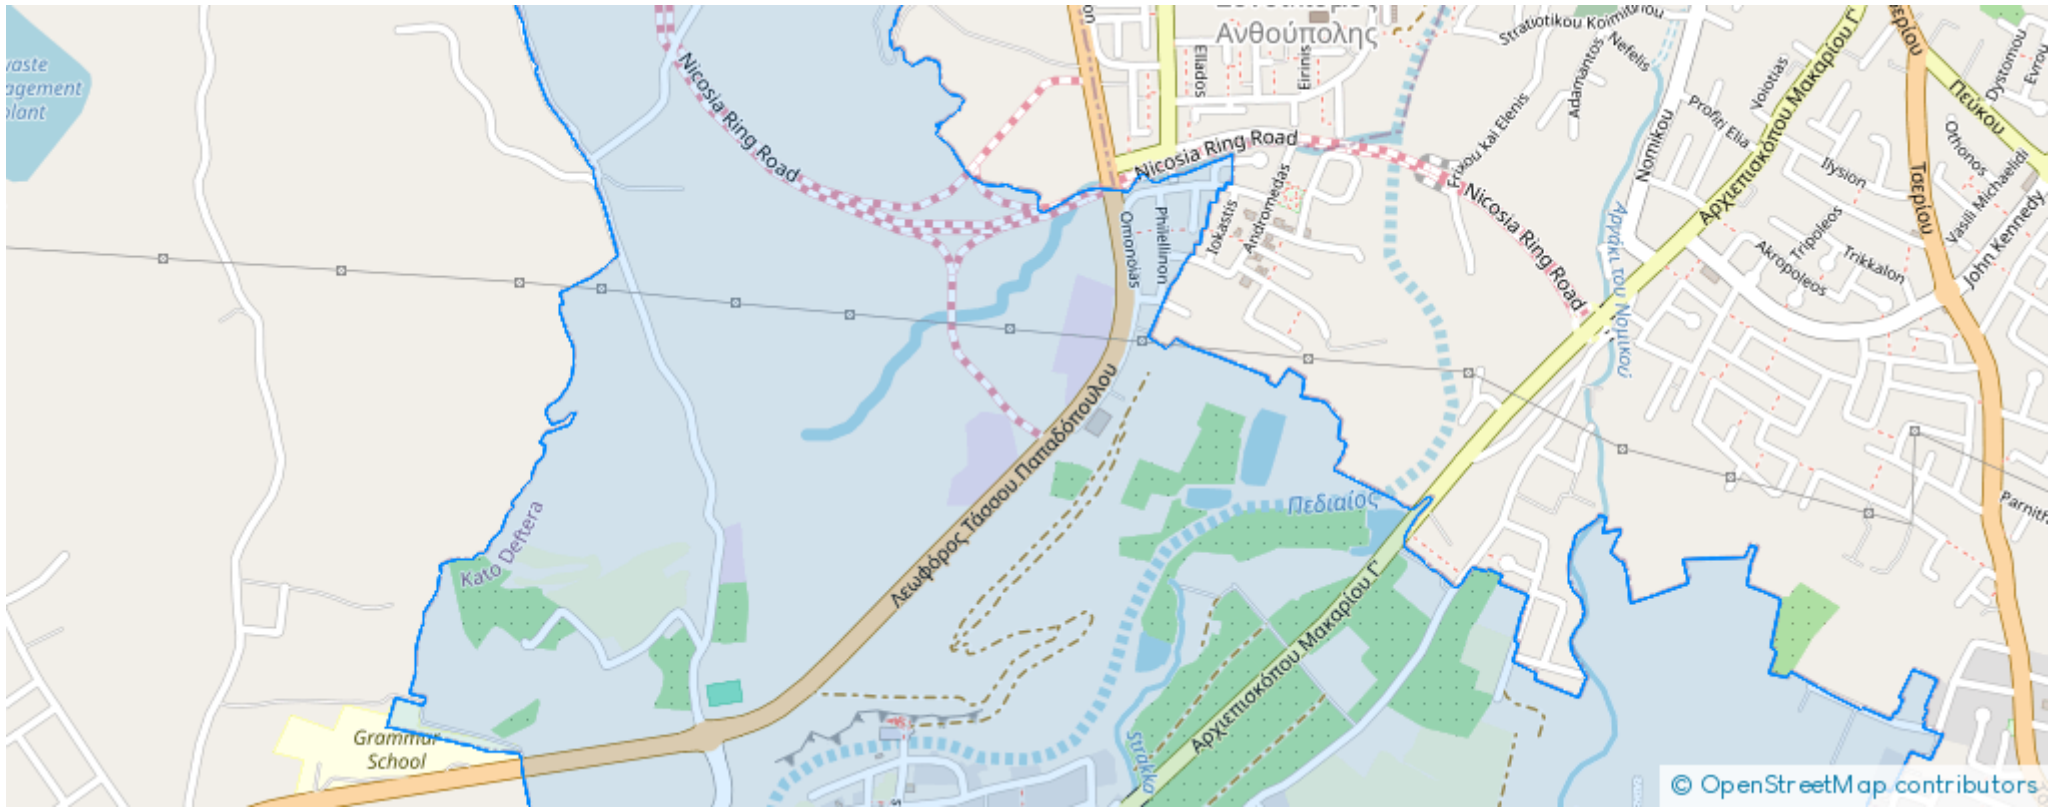 Ανθούπολης
Stratiotikou Koimitiriou
Nefelis
Adamantos
Ellados
Eirinis
Voiotias
Αρχιεπισκόπου Μακαρίου Γ'
Πεύκου
Dystomou
Evrou
waste
agement
plant
Nicosia Ring Road
Nicosia Ring Road
Frixou kai Elenis
Nomikou
Profiti Elia
Ilysion
Othonos
Vasili Michaelidi
Τσερίου
John Kennedy
Nicosia Ring Road
Iokastis
Andromedas
Omonoias
Philellinon
Tripoleos
Trikkalon
Akropoleos
Αργάκι του Νομικού
Λεωφόρος Τάσσου Παπαδόπουλου
Πεδιαίος
Parnith
Kato Deftera
Αρχιεπισκόπου Μακαρίου Γ'
Grammar
School
Strakka
© OpenStreetMap contributors